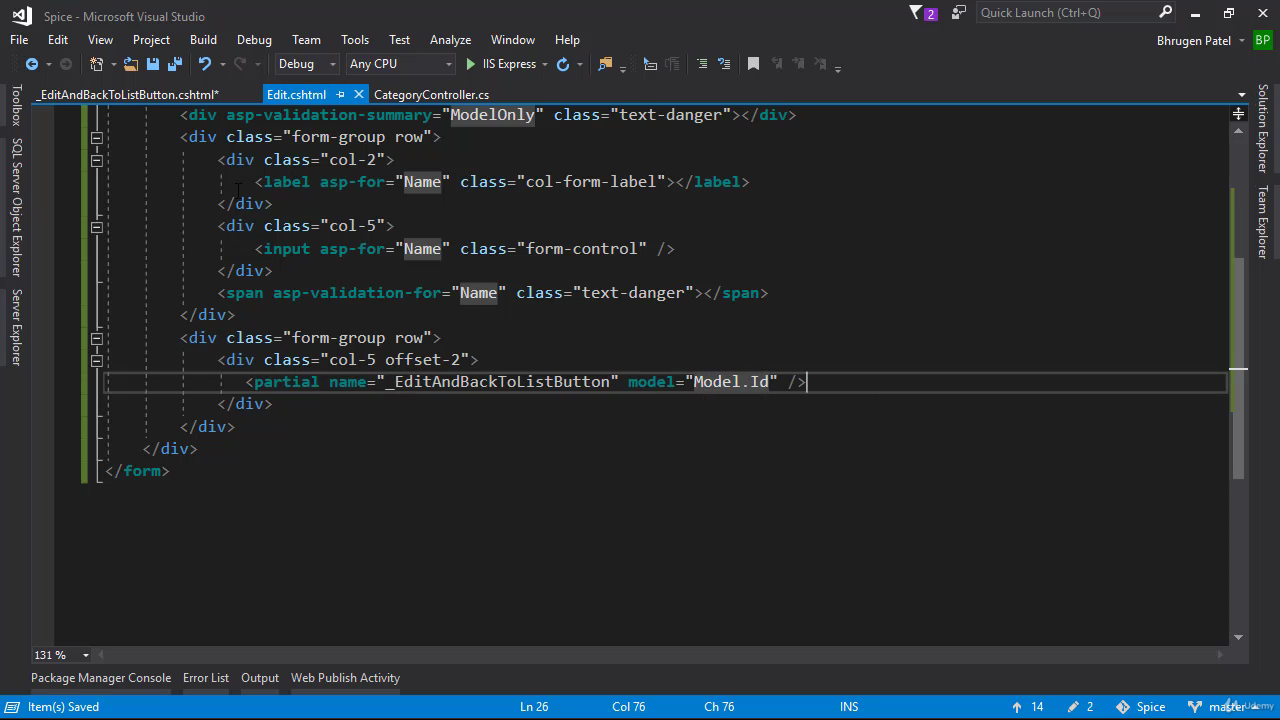 Spice - Microsoft Visual Studio
2
Quick Launch (Ctrl+Q)
File Edit View Project Build Debug Team Tools Test Analyze Window Help
Bhrugen Patel BP
Debug Any CPU IIS Express
_EditAndBackToListButton.cshtml* Edit.cshtml CategoryController.cs
Toolbox
SQL Server Object Explorer
Server Explorer
Solution Explorer
Team Explorer
<div asp-validation-summary="ModelOnly" class="text-danger"></div>
<div class="form-group row">
<div class="col-2">
<label asp-for="Name" class="col-form-label"></label>
</div>
<div class="col-5">
<input asp-for="Name" class="form-control" />
</div>
<span asp-validation-for="Name" class="text-danger"></span>
</div>
<div class="form-group row">
<div class="col-5 offset-2">
<partial name="_EditAndBackToListButton" model="Model.Id" />
</div>
</div>
</div>
</form>
131 %
Package Manager Console Error List Output Web Publish Activity
Item(s) Saved Ln 26 Col 76 Ch 76 INS 14 2 Spice master
Udemy